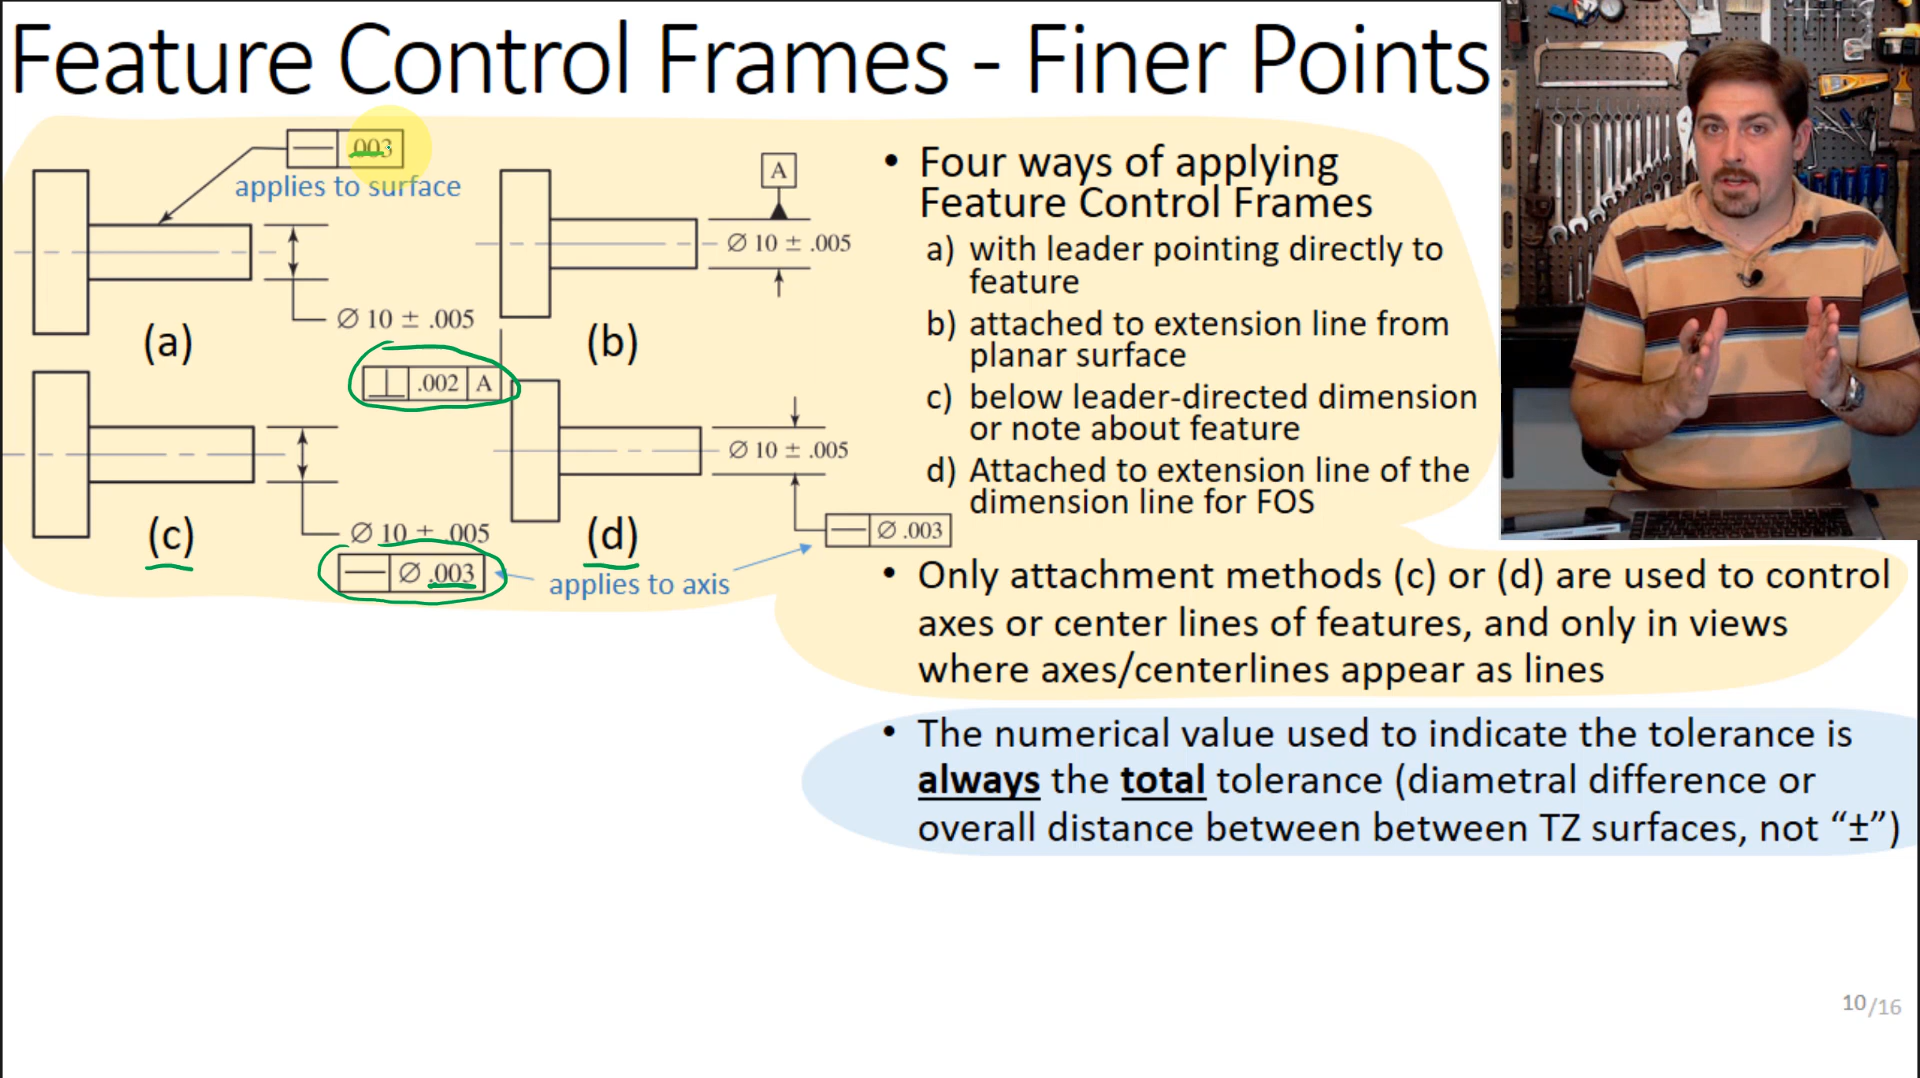 Feature Control Frames - Finer Points
— .003
applies to surface
Ø 10 ± .005
(a)
A
Ø 10 ± .005
(b)
⊥ .002 A
Ø 10 ± .005
— Ø .003
(c)
Ø 10 ± .005
— Ø .003
(d)
applies to axis
• Four ways of applying
Feature Control Frames
a) with leader pointing directly to
feature
b) attached to extension line from
planar surface
c) below leader-directed dimension
or note about feature
d) Attached to extension line of the
dimension line for FOS
• Only attachment methods (c) or (d) are used to control
axes or center lines of features, and only in views
where axes/centerlines appear as lines
• The numerical value used to indicate the tolerance is
always the total tolerance (diametral difference or
overall distance between between TZ surfaces, not “±”)
10/16